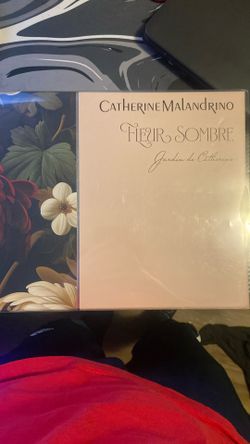 CATHERINE MALANDRINO
FLEUR SOMBRE
Jardin de Catherine